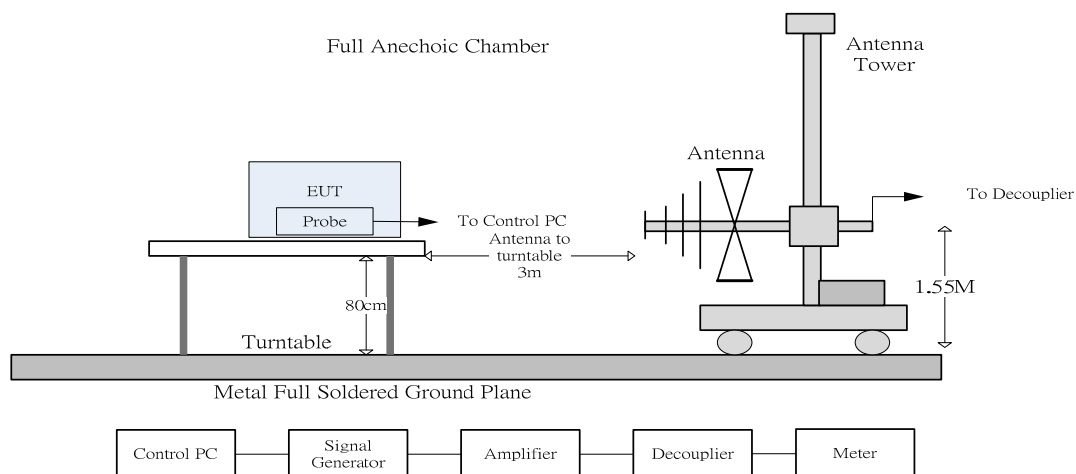 Full Anechoic Chamber
Antenna
Tower
Antenna
EUT
Probe
To Control PC
To Decouplier
Antenna to
turntable
3m
80cm
1.55M
Turntable
Metal Full Soldered Ground Plane
Control PC
Signal
Generator
Amplifier
Decouplier
Meter